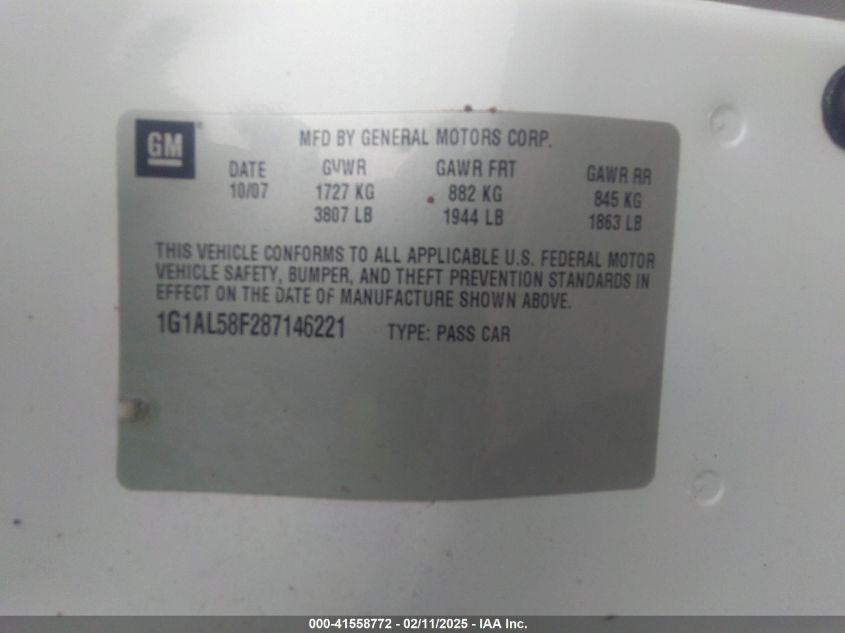 GM
MFD BY GENERAL MOTORS CORP.
DATE GVWR GAWR FRT GAWR RR
10/07 1727 KG 882 KG 845 KG
3807 LB 1944 LB 1863 LB
THIS VEHICLE CONFORMS TO ALL APPLICABLE U.S. FEDERAL MOTOR
VEHICLE SAFETY, BUMPER, AND THEFT PREVENTION STANDARDS IN
EFFECT ON THE DATE OF MANUFACTURE SHOWN ABOVE.
1G1AL58F287146221 TYPE: PASS CAR
000-41558772 - 02/11/2025 - IAA Inc.